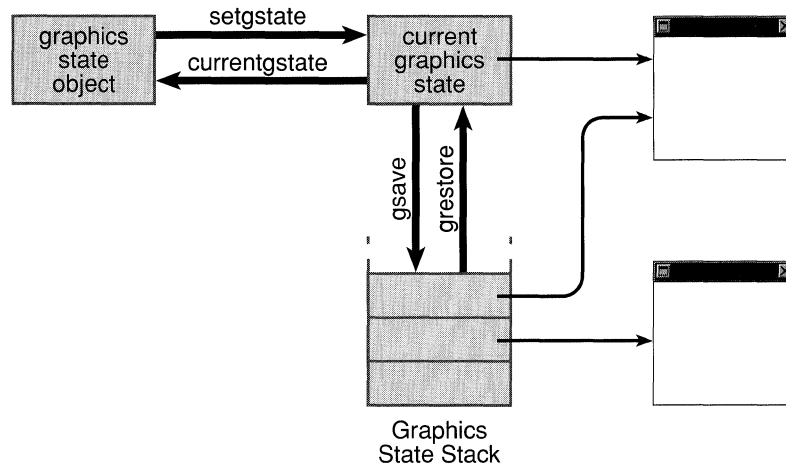 setgstate
graphics
state
object
currentgstate
current
graphics
state
gsave
grestore
Graphics
State Stack